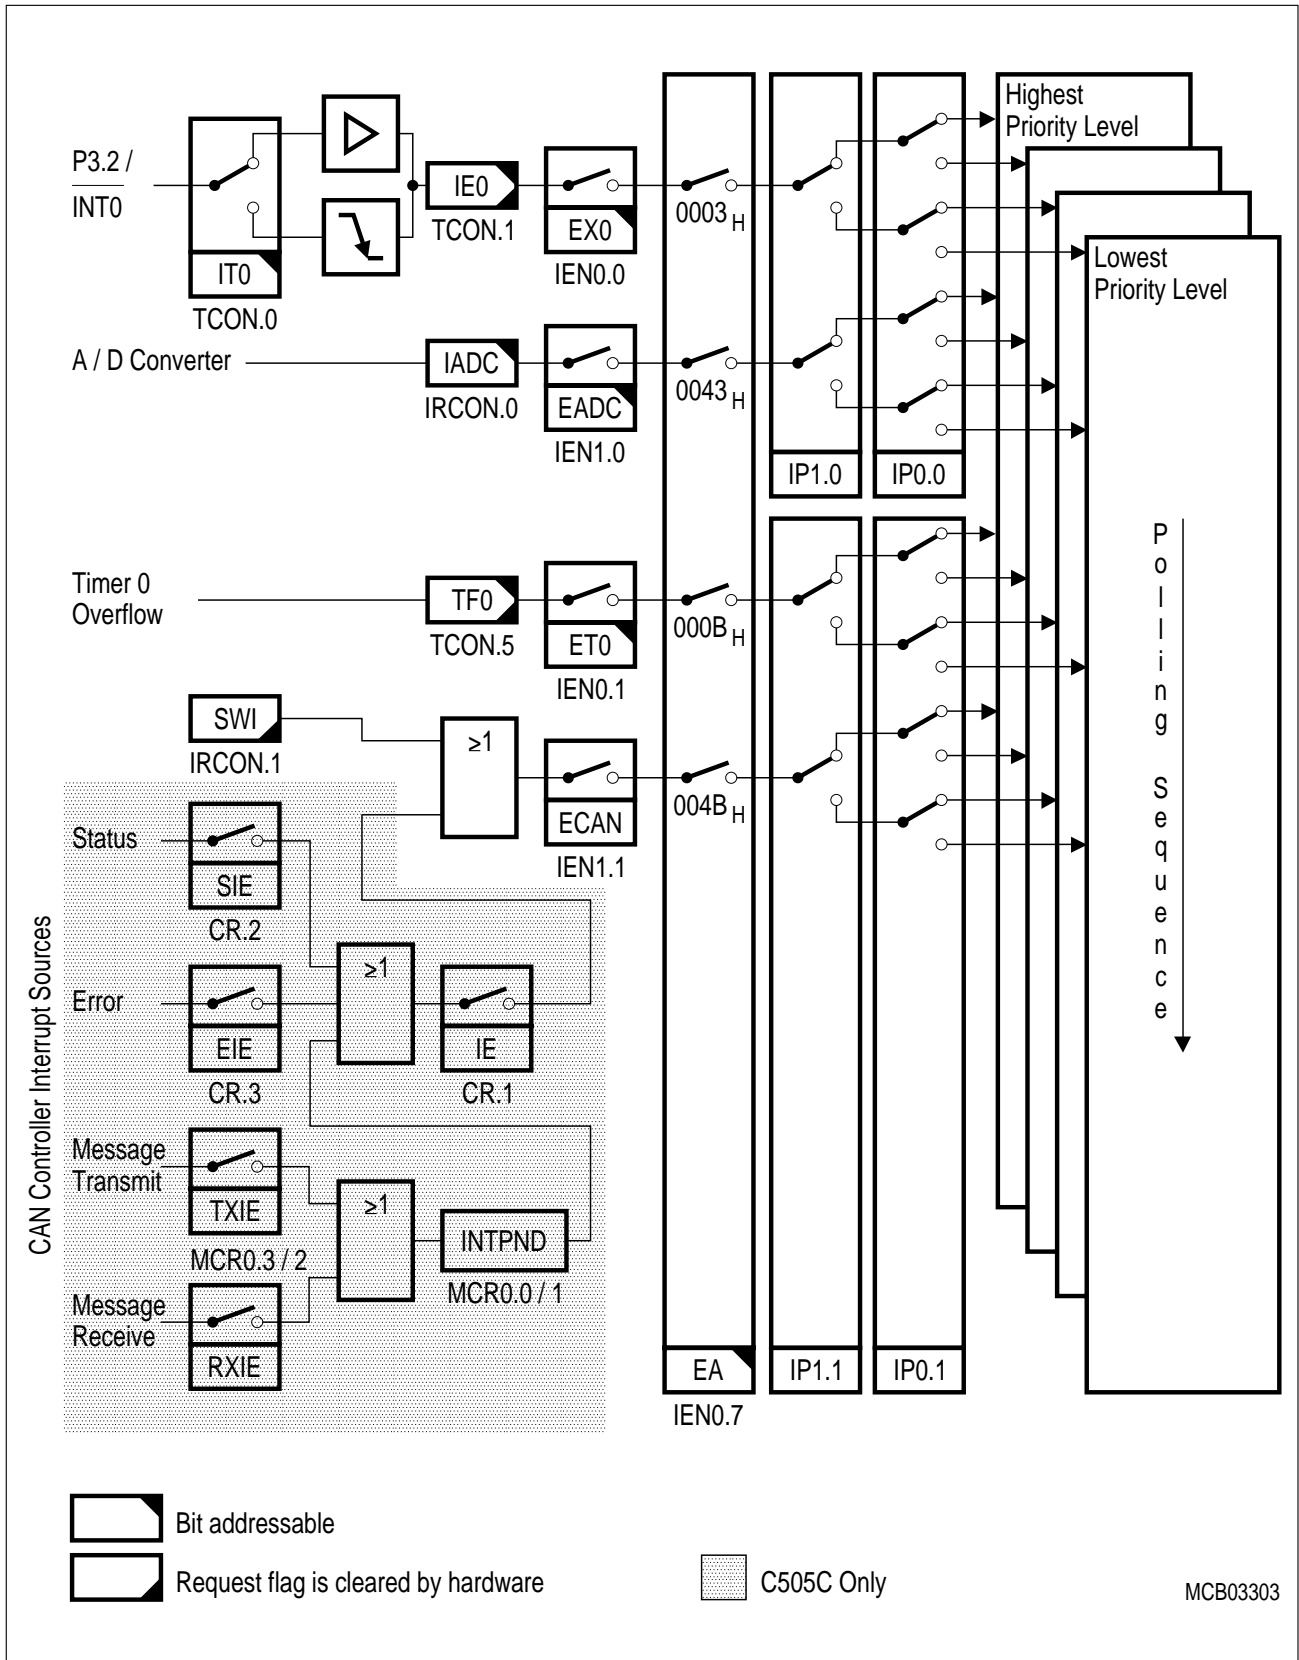 Highest
Priority Level
P3.2 /
INT0
IE0
TCON.1
EX0
IEN0.0
0003 H
IT0
TCON.0
Lowest
Priority Level
A / D Converter
IADC
IRCON.0
EADC
IEN1.0
0043 H
IP1.0
IP0.0
Timer 0
Overflow
TF0
TCON.5
ET0
IEN0.1
000B H
Polling Sequence
SWI
IRCON.1
≥1
ECAN
IEN1.1
004B H
CAN Controller Interrupt Sources
Status
SIE
CR.2
Error
EIE
CR.3
≥1
IE
CR.1
Message
Transmit
TXIE
MCR0.3 / 2
≥1
INTPND
MCR0.0 / 1
Message
Receive
RXIE
EA
IEN0.7
IP1.1
IP0.1
Bit addressable
Request flag is cleared by hardware
C505C Only
MCB03303